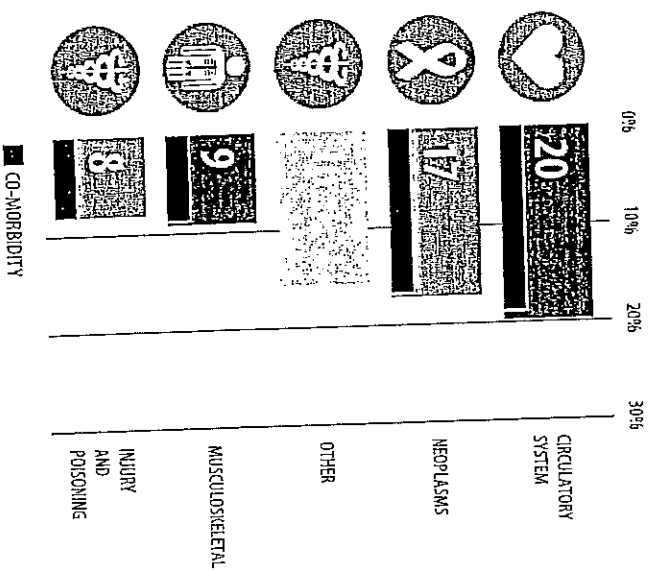 0% 10% 20% 30%
20
CIRCULATORY
SYSTEM
17
NEOPLASMS
OTHER
9
MUSCULOSKELETAL
8
INJURY
AND
POISONING
CO-MORBIDITY